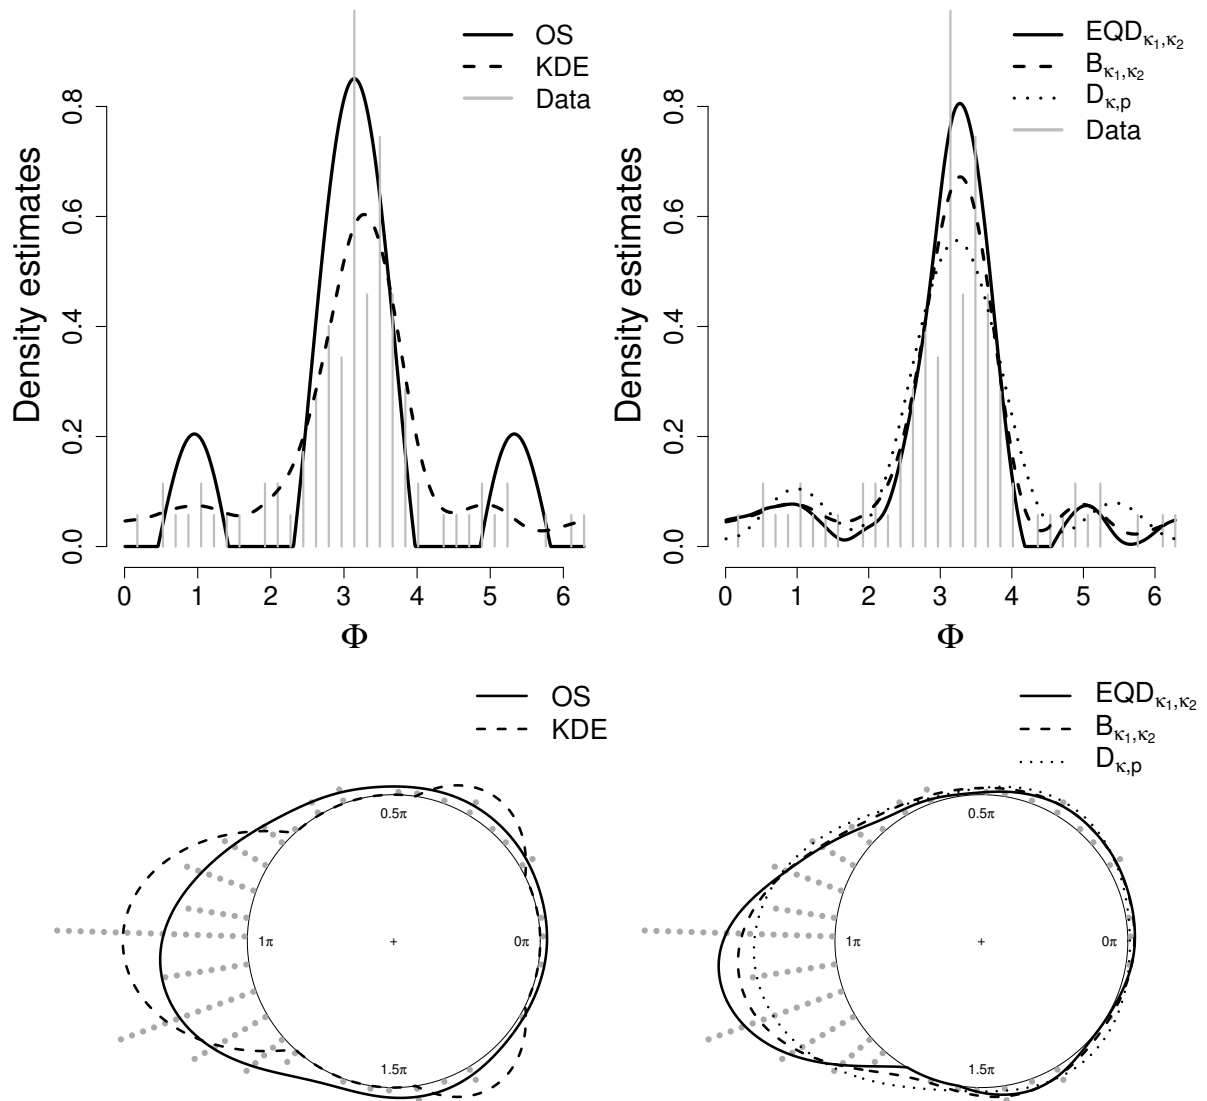 OS
KDE
Data
Density estimates
0.0 0.2 0.4 0.6 0.8
0 1 2 3 4 5 6
Φ
EQDκ1,κ2
Bκ1,κ2
Dκ,p
Data
Density estimates
0.0 0.2 0.4 0.6 0.8
0 1 2 3 4 5 6
Φ
OS
KDE
0.5π
1π + 0π
1.5π
EQDκ1,κ2
Bκ1,κ2
Dκ,p
0.5π
1π + 0π
1.5π